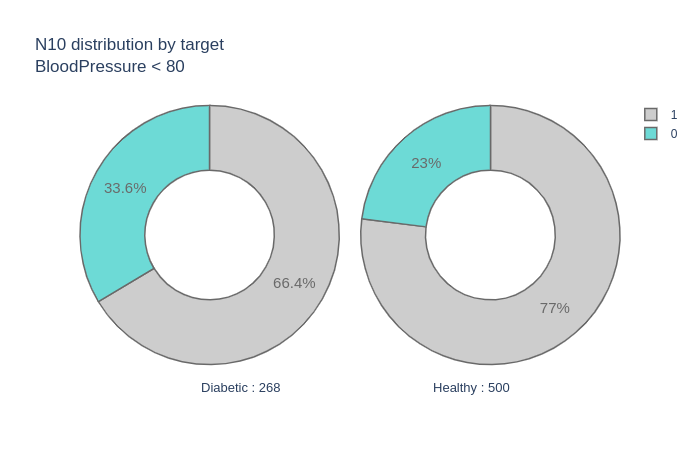 N10 distribution by target
BloodPressure < 80
1
0
33.6%
66.4%
23%
77%
Diabetic : 268
Healthy : 500